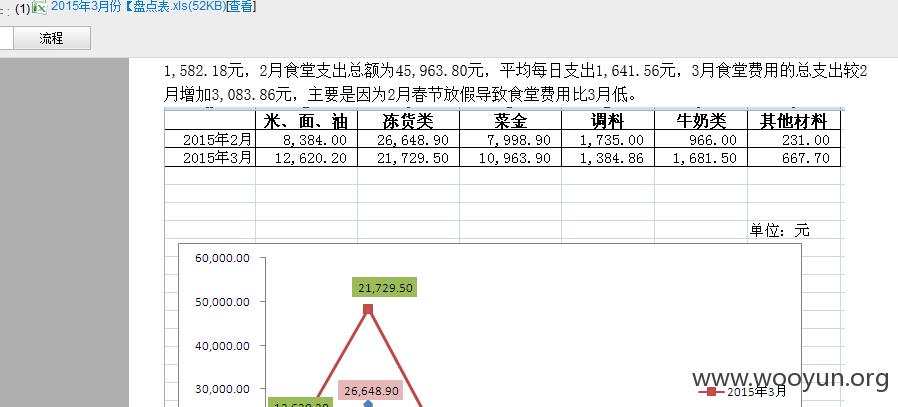 : (1) 2015年3月份【盘点表.xls(52KB)[查看]
流程
1,582.18元，2月食堂支出总额为45,963.80元，平均每日支出1,641.56元，3月食堂费用的总支出较2
月增加3,083.86元，主要是因为2月春节放假导致食堂费用比3月低。
米、面、油 冻货类 菜金 调料 牛奶类 其他材料
2015年2月 8,384.00 26,648.90 7,998.90 1,735.00 966.00 231.00
2015年3月 12,620.20 21,729.50 10,963.90 1,384.86 1,681.50 667.70
单位：元
60,000.00
21,729.50
50,000.00
40,000.00
30,000.00
26,648.90
2015年3月
www.wooyun.org